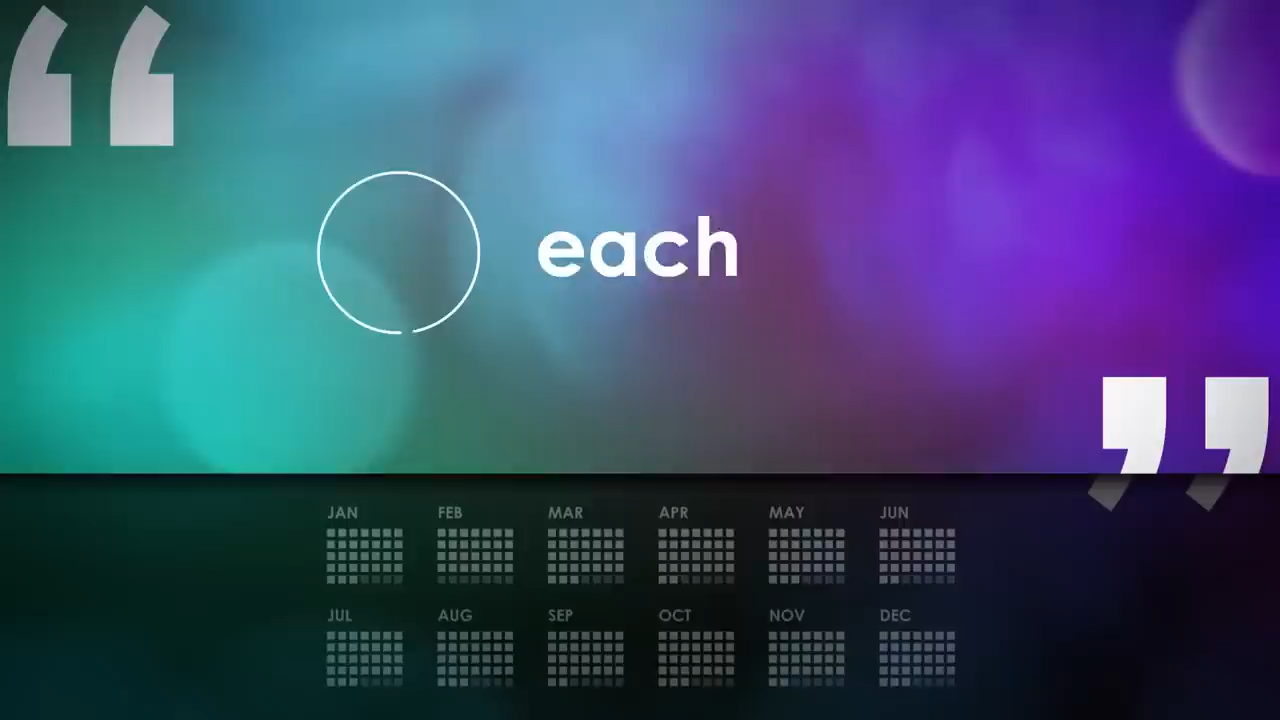 “
each
”
JAN FEB MAR APR MAY JUN
JUL AUG SEP OCT NOV DEC